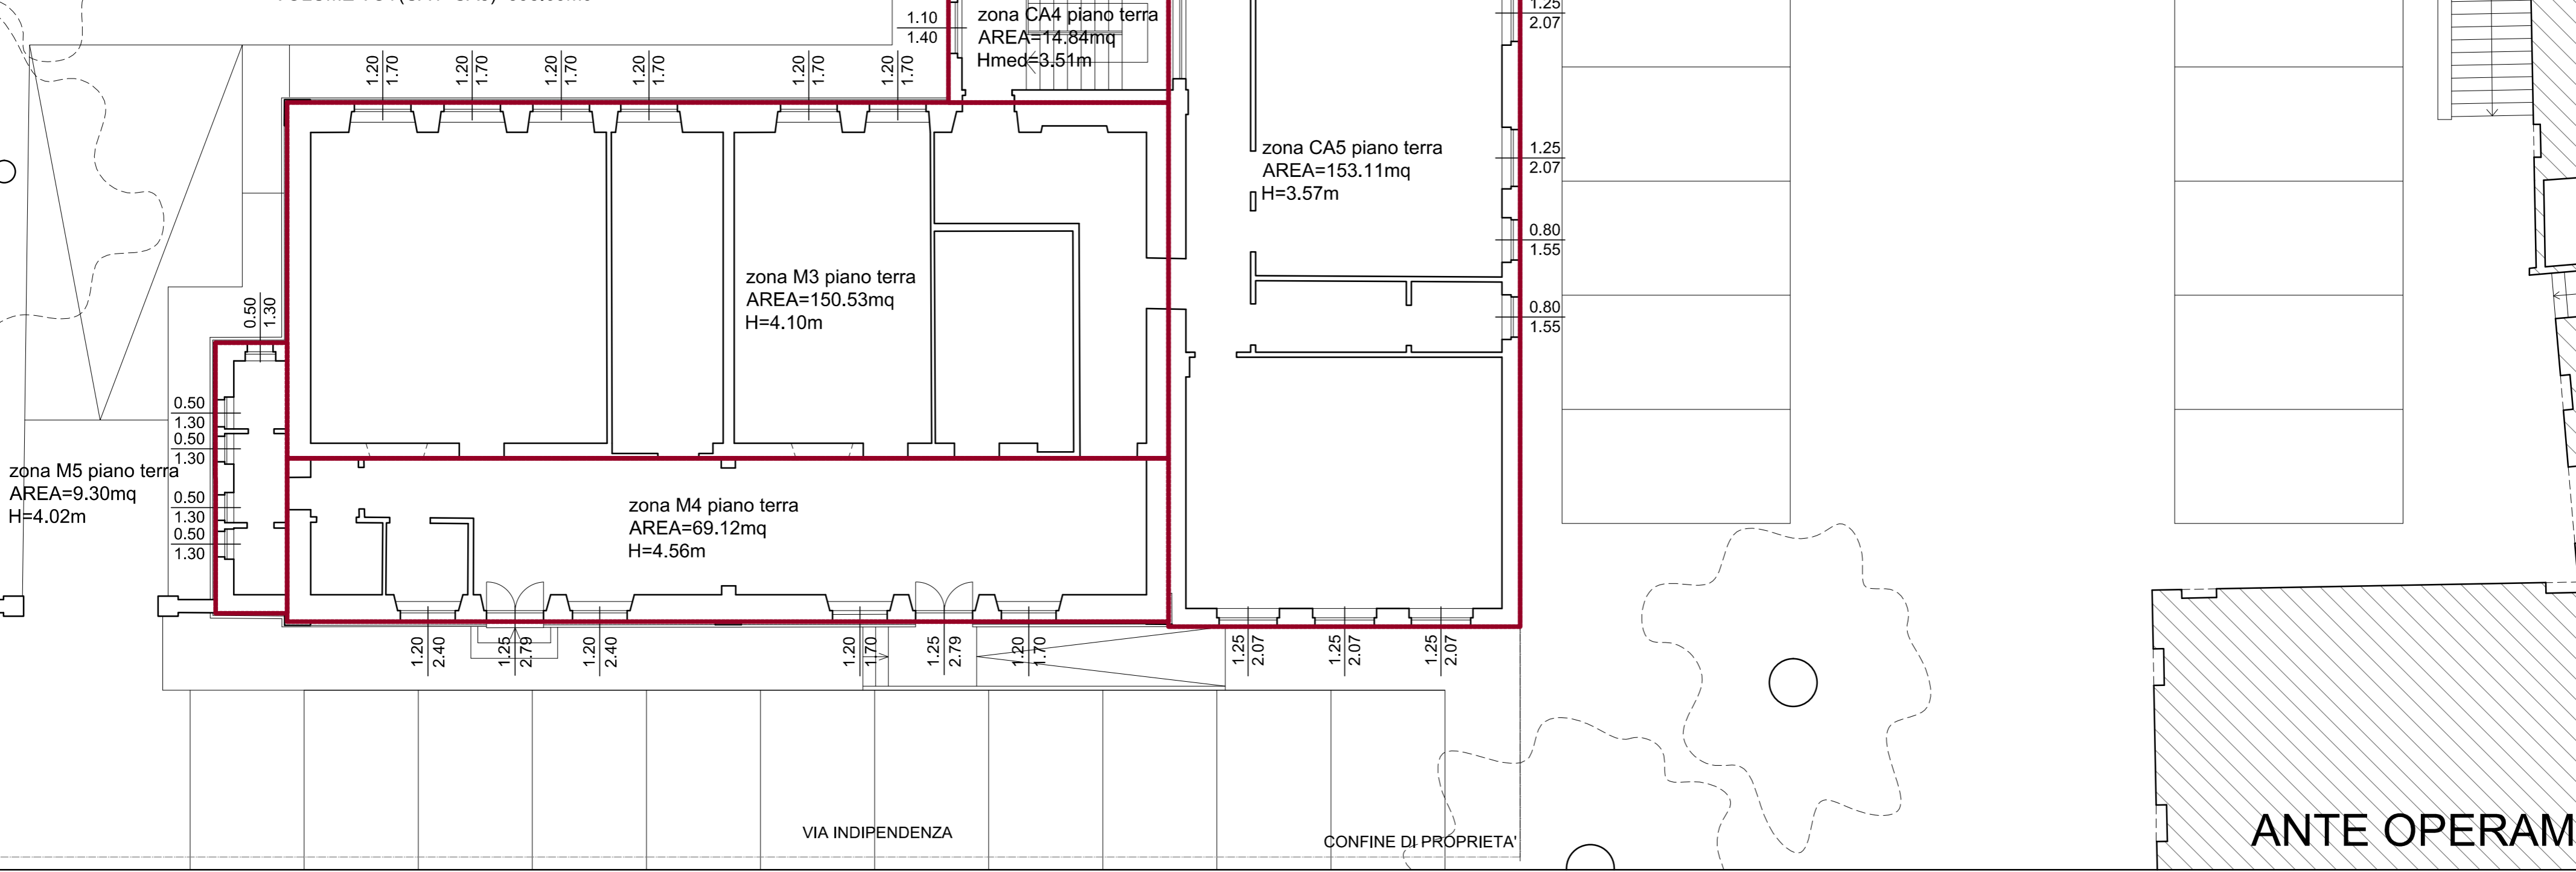 1.10
1.40
zona CA4 piano terra
AREA=14.84mq
Hmed=3.51m
1.25
2.07
1.20
1.70
1.20
1.70
1.20
1.70
1.20
1.70
1.20
1.70
1.20
1.70
zona CA5 piano terra
AREA=153.11mq
H=3.57m
1.25
2.07
0.80
1.55
0.80
1.55
zona M3 piano terra
AREA=150.53mq
H=4.10m
0.50
1.30
0.50
1.30
0.50
1.30
0.50
1.30
0.50
1.30
zona M5 piano terra
AREA=9.30mq
H=4.02m
zona M4 piano terra
AREA=69.12mq
H=4.56m
1.20
2.40
1.25
2.79
1.20
2.40
1.20
1.70
1.25
2.79
1.20
1.70
1.25
2.07
1.25
2.07
1.25
2.07
VIA INDIPENDENZA
CONFINE DI PROPRIETA'
ANTE OPERAM